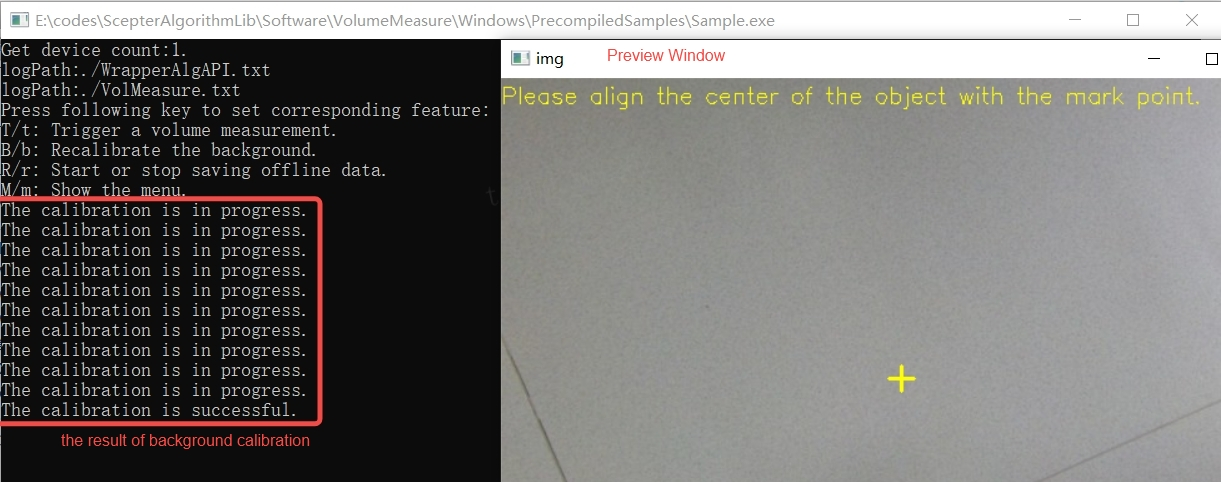 E:\codes\ScepterAlgorithmLib\Software\VolumeMeasure\Windows\PrecompiledSamples\Sample.exe
Get device count:1.
logPath:./WrapperAlgAPI.txt
logPath:./VolMeasure.txt
Press following key to set corresponding feature:
T/t: Trigger a volume measurement.
B/b: Recalibrate the background.
R/r: Start or stop saving offline data.
M/m: Show the menu.
The calibration is in progress.
The calibration is in progress.
The calibration is in progress.
The calibration is in progress.
The calibration is in progress.
The calibration is in progress.
The calibration is in progress.
The calibration is in progress.
The calibration is in progress.
The calibration is in progress.
The calibration is successful.
the result of background calibration
img
Preview Window
Please align the center of the object with the mark point.